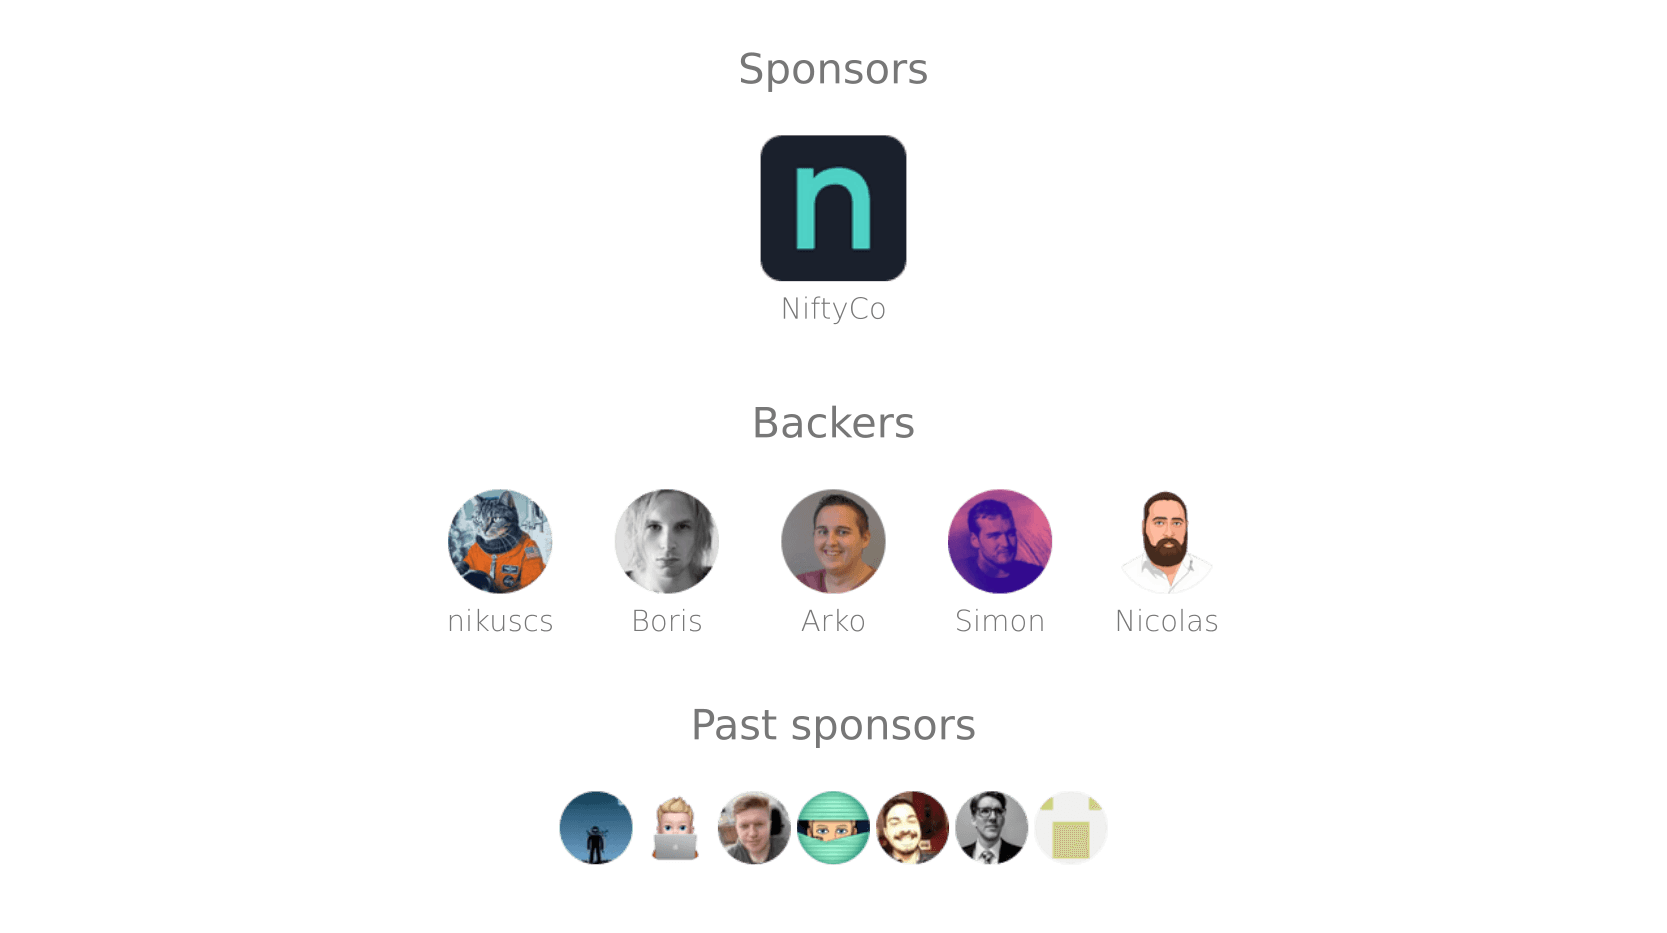 Sponsors
n
NiftyCo
Backers
nikuscs Boris Arko Simon Nicolas
Past sponsors